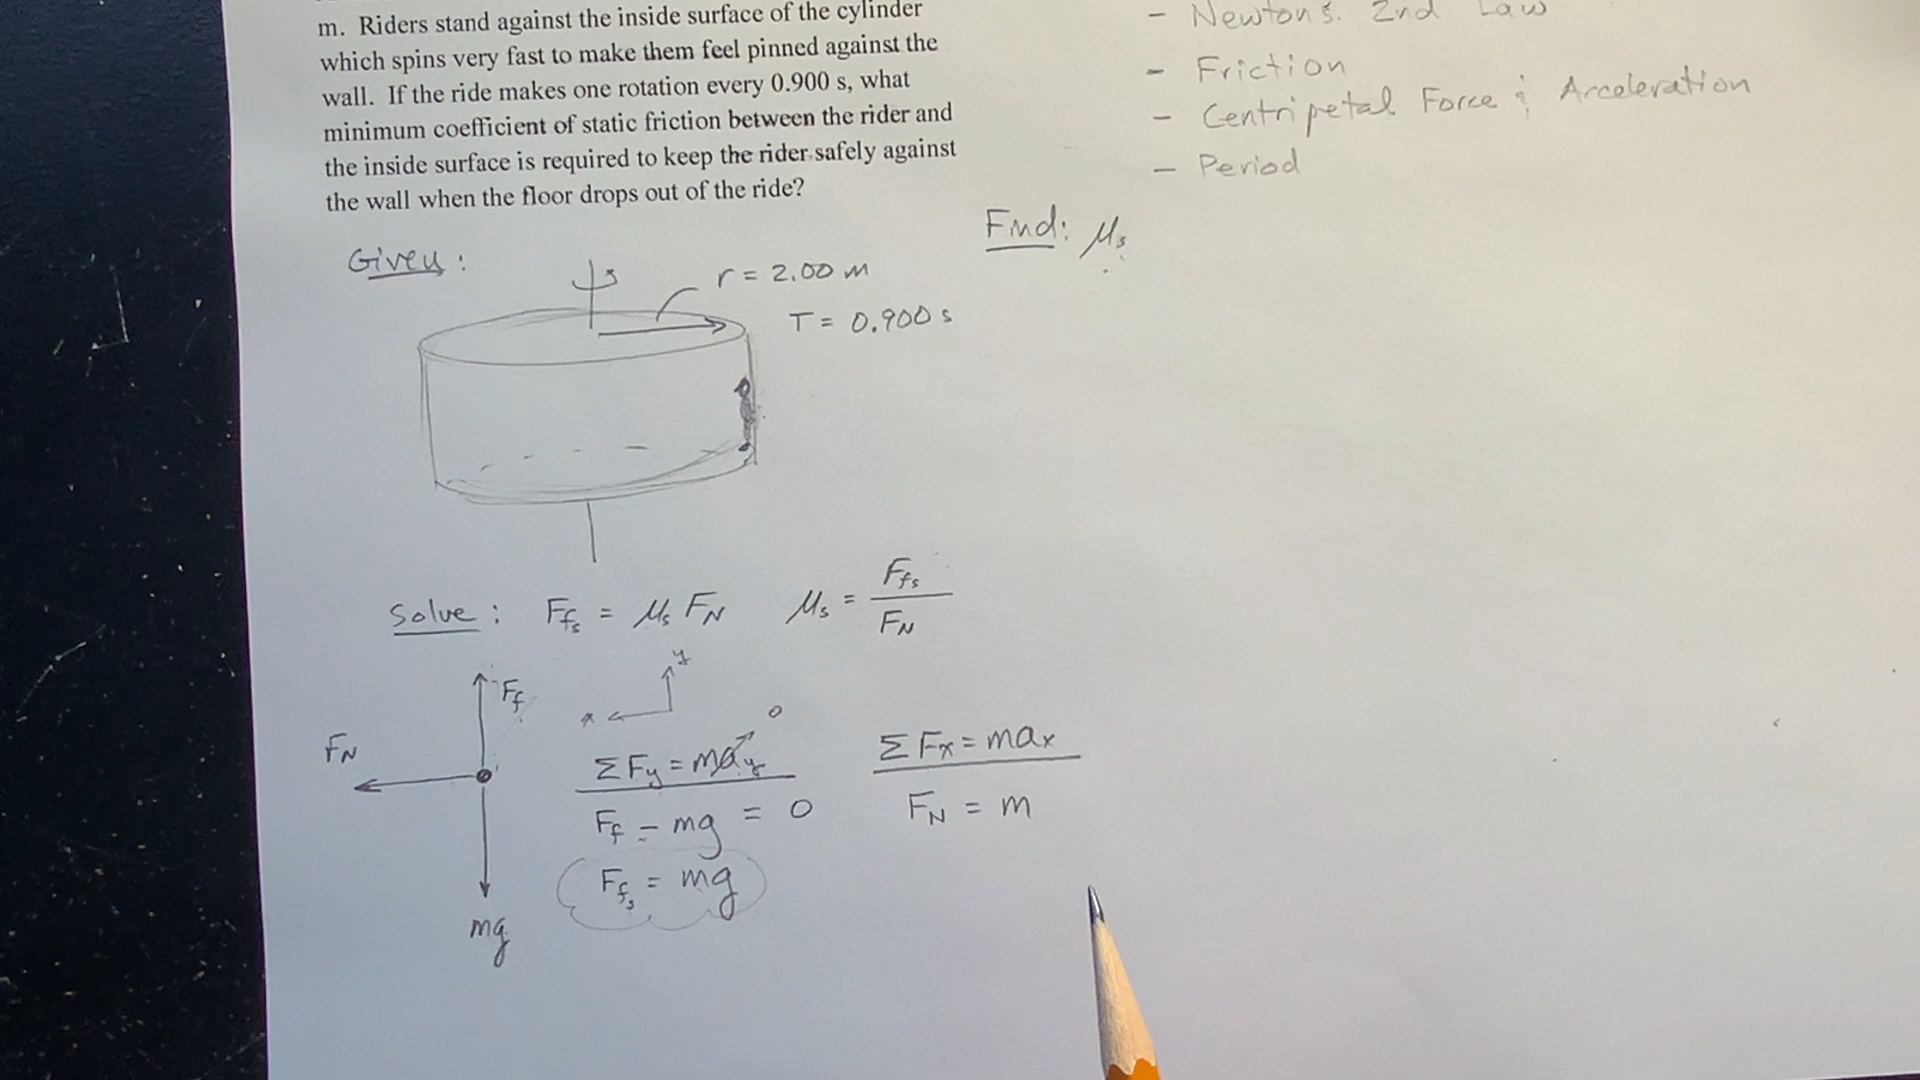 m. Riders stand against the inside surface of the cylinder
which spins very fast to make them feel pinned against the
wall. If the ride makes one rotation every 0.900 s, what
minimum coefficient of static friction between the rider and
the inside surface is required to keep the rider safely against
the wall when the floor drops out of the ride?
- Newton's. 2nd Law
- Friction
- Centripetal Force & Acceleration
- Period
Find: μs
Given:
r = 2.00 m
T = 0.900 s
Solve: Ffs = μs FN μs = Ffs / FN
Ff
FN
mg
y
x
ΣFy = may 0
Ff - mg = 0
Ffs = mg
ΣFx = max
FN = m